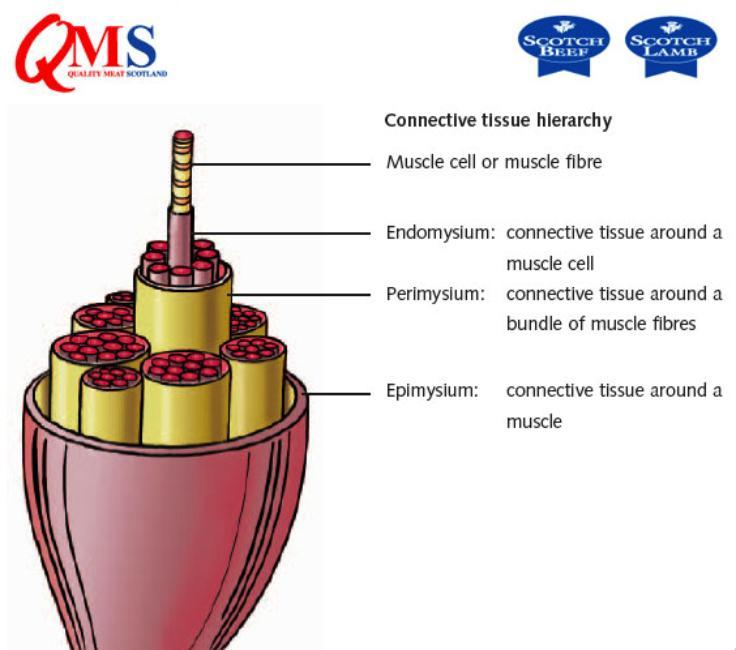 QMS
QUALITY MEAT SCOTLAND
SCOTCH
BEEF
SCOTCH
LAMB
Connective tissue hierarchy
Muscle cell or muscle fibre
Endomysium: connective tissue around a
muscle cell
Perimysium: connective tissue around a
bundle of muscle fibres
Epimysium: connective tissue around a
muscle